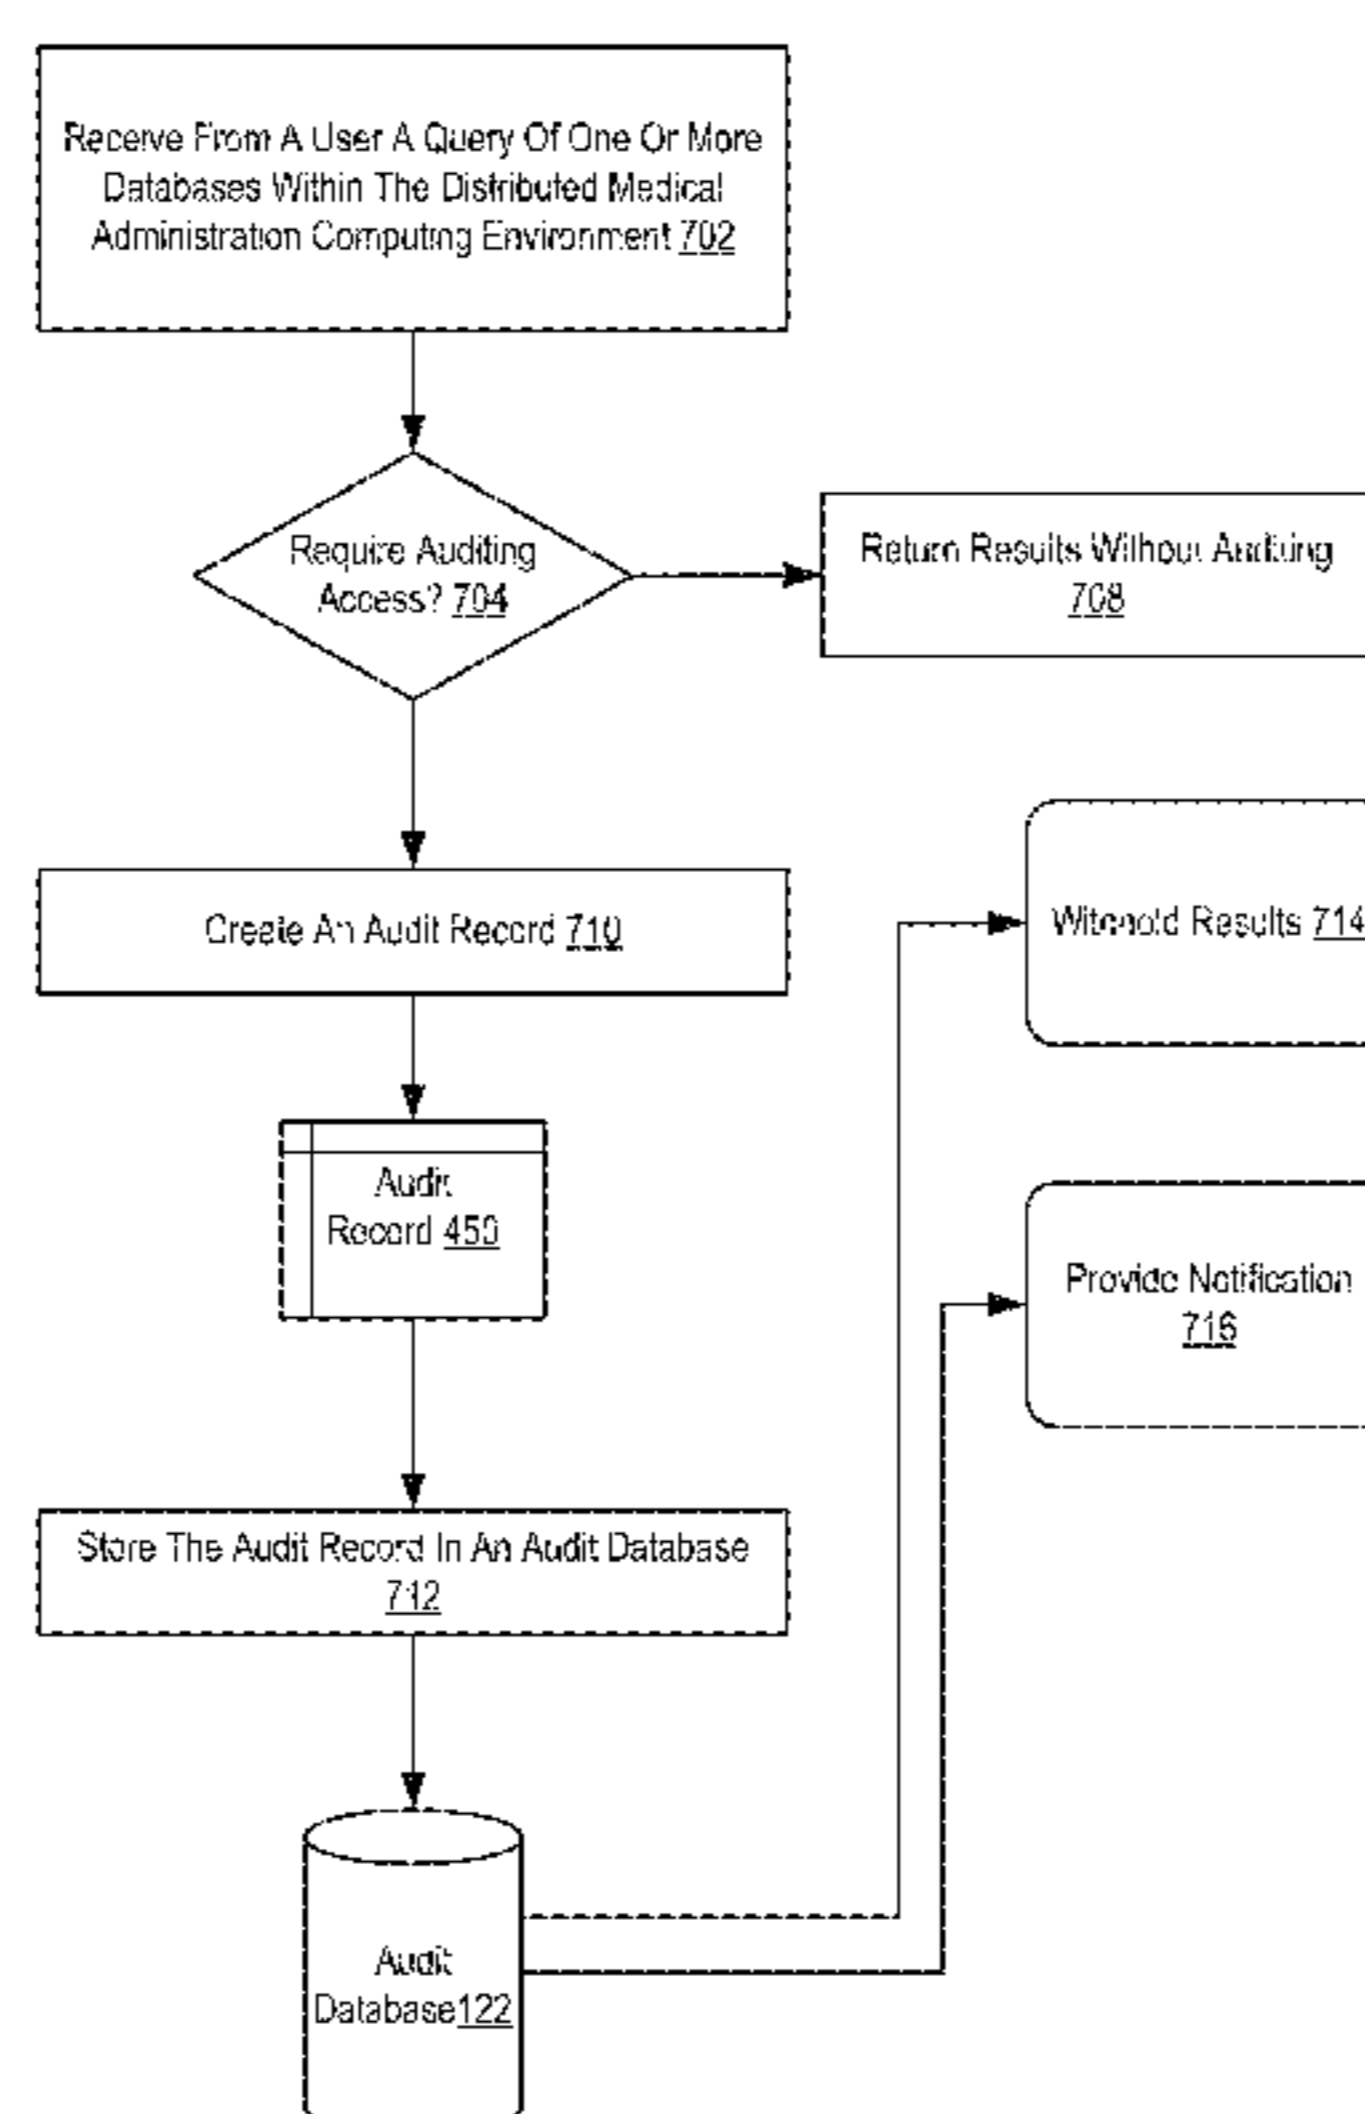 Receive From A User A Query Of One Or More
Databases Within The Distributed Medical
Administration Computing Environment 702
Require Auditing
Access? 704
Return Results Without Auditing
708
Create An Audit Record 710
Withhold Results 714
Audit
Record 450
Provide Notification
716
Store The Audit Record In An Audit Database
712
Audit
Database122